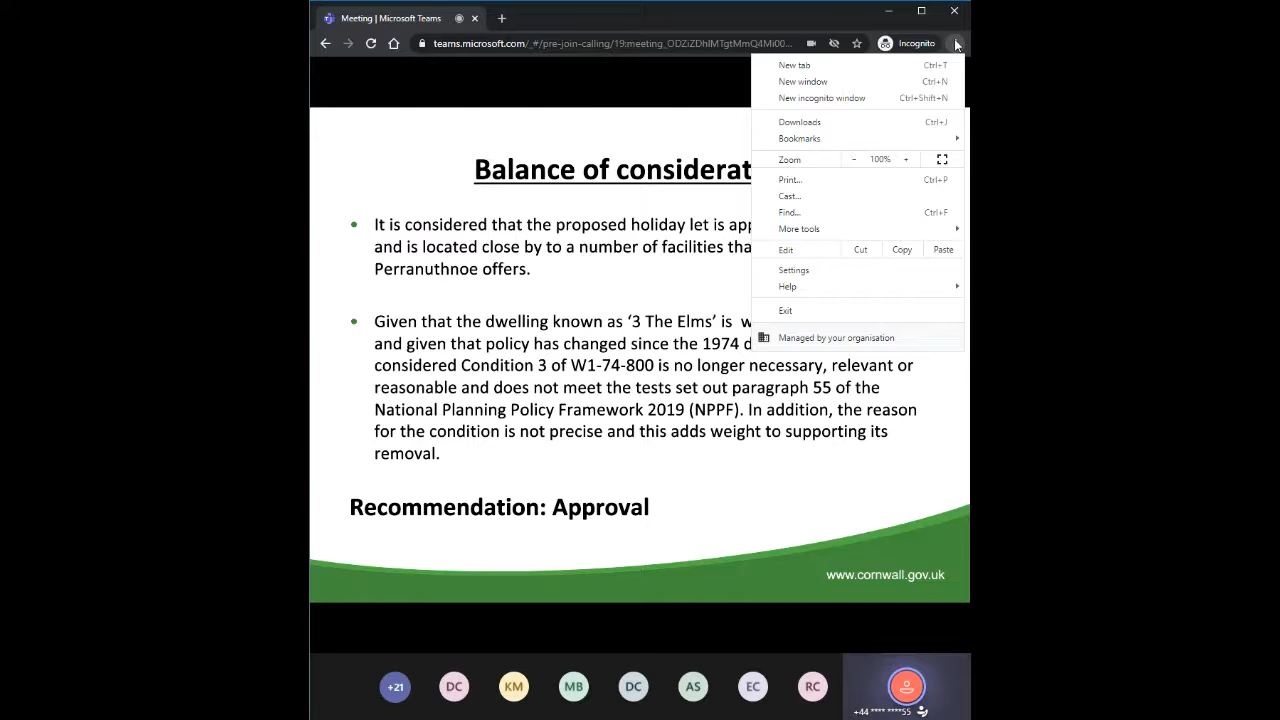 Meeting | Microsoft Teams
teams.microsoft.com/_#/pre-join-calling/19:meeting_ODZiZDhlMTgtMmQ4Mi00...
Incognito
New tab Ctrl+T
New window Ctrl+N
New incognito window Ctrl+Shift+N
Downloads Ctrl+J
Bookmarks
Zoom - 100% +
Print... Ctrl+P
Cast...
Find... Ctrl+F
More tools
Edit Cut Copy Paste
Settings
Help
Exit
Managed by your organisation
Balance of considerat
• It is considered that the proposed holiday let is app
and is located close by to a number of facilities tha
Perranuthnoe offers.
• Given that the dwelling known as ‘3 The Elms’ is w
and given that policy has changed since the 1974 d
considered Condition 3 of W1-74-800 is no longer necessary, relevant or
reasonable and does not meet the tests set out paragraph 55 of the
National Planning Policy Framework 2019 (NPPF). In addition, the reason
for the condition is not precise and this adds weight to supporting its
removal.
Recommendation: Approval
www.cornwall.gov.uk
+21 DC KM MB DC AS EC RC
+44 **** ****55